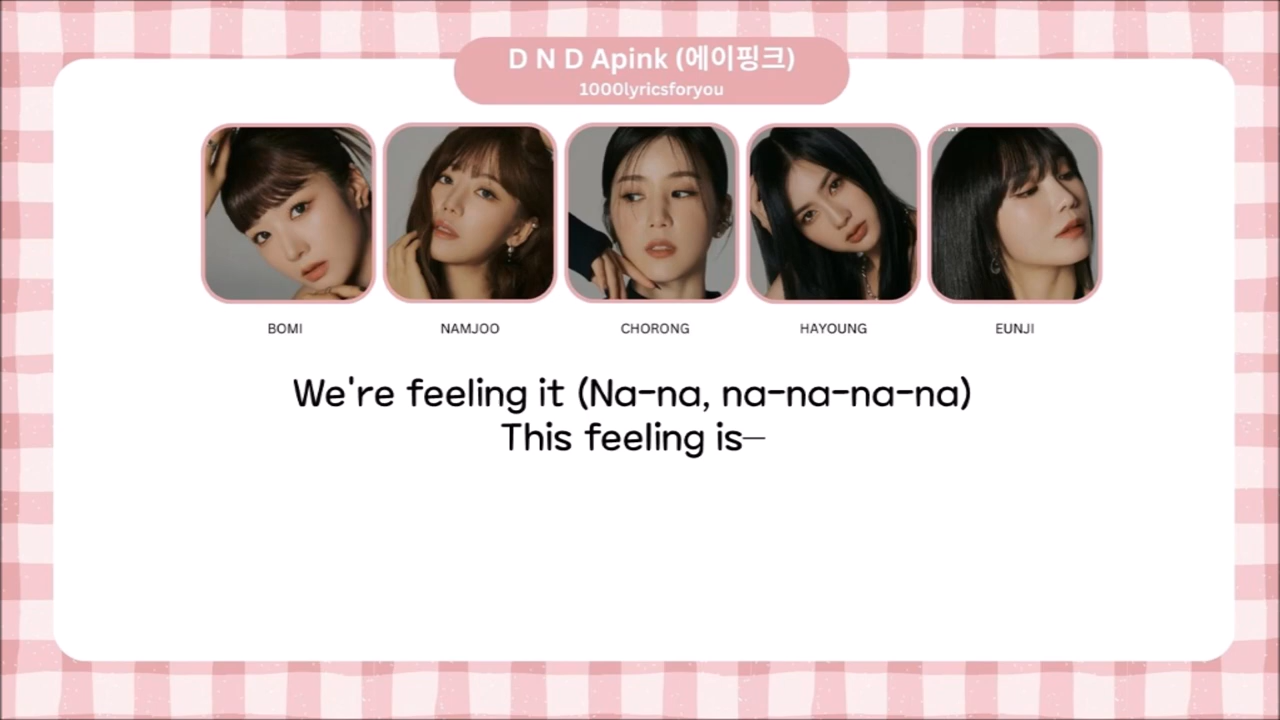 D N D Apink (에이핑크)
1000lyricsforyou
BOMI
NAMJOO
CHORONG
HAYOUNG
EUNJI
We're feeling it (Na-na, na-na-na-na)
This feeling is—